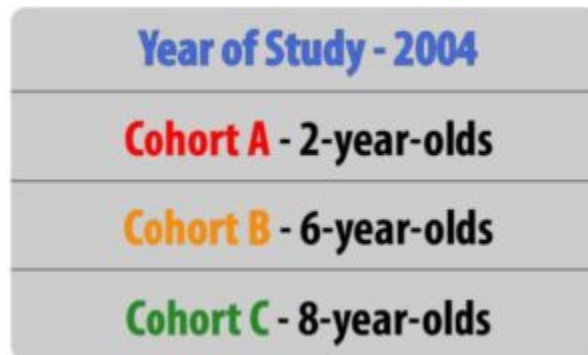 Year of Study - 2004
Cohort A - 2-year-olds
Cohort B - 6-year-olds
Cohort C - 8-year-olds